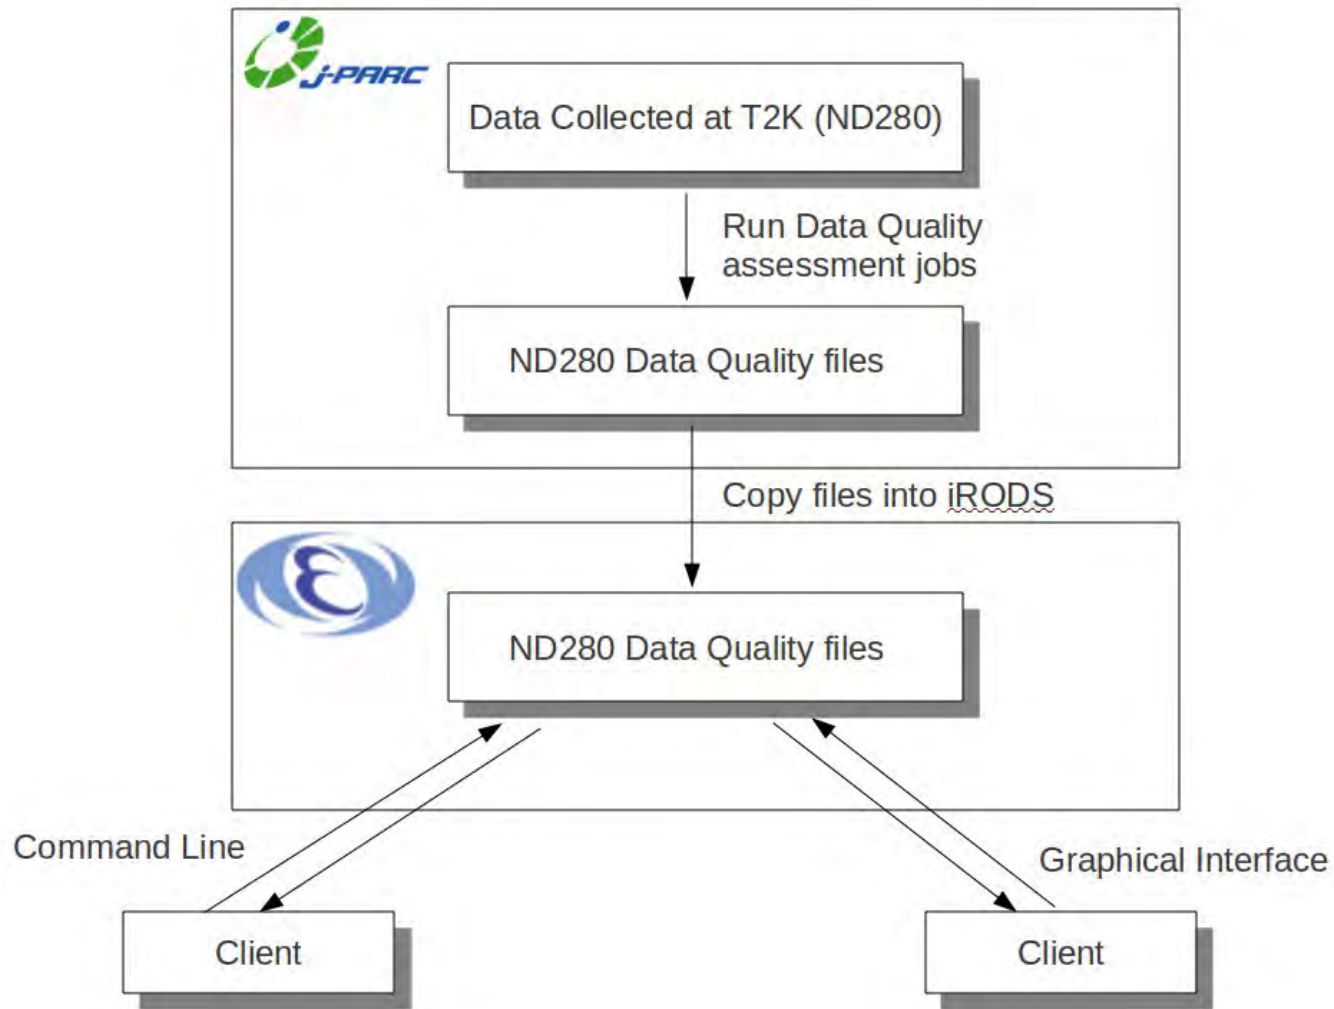 J-PARC
Data Collected at T2K (ND280)
Run Data Quality
assessment jobs
ND280 Data Quality files
Copy files into iRODS
ND280 Data Quality files
Command Line
Graphical Interface
Client
Client